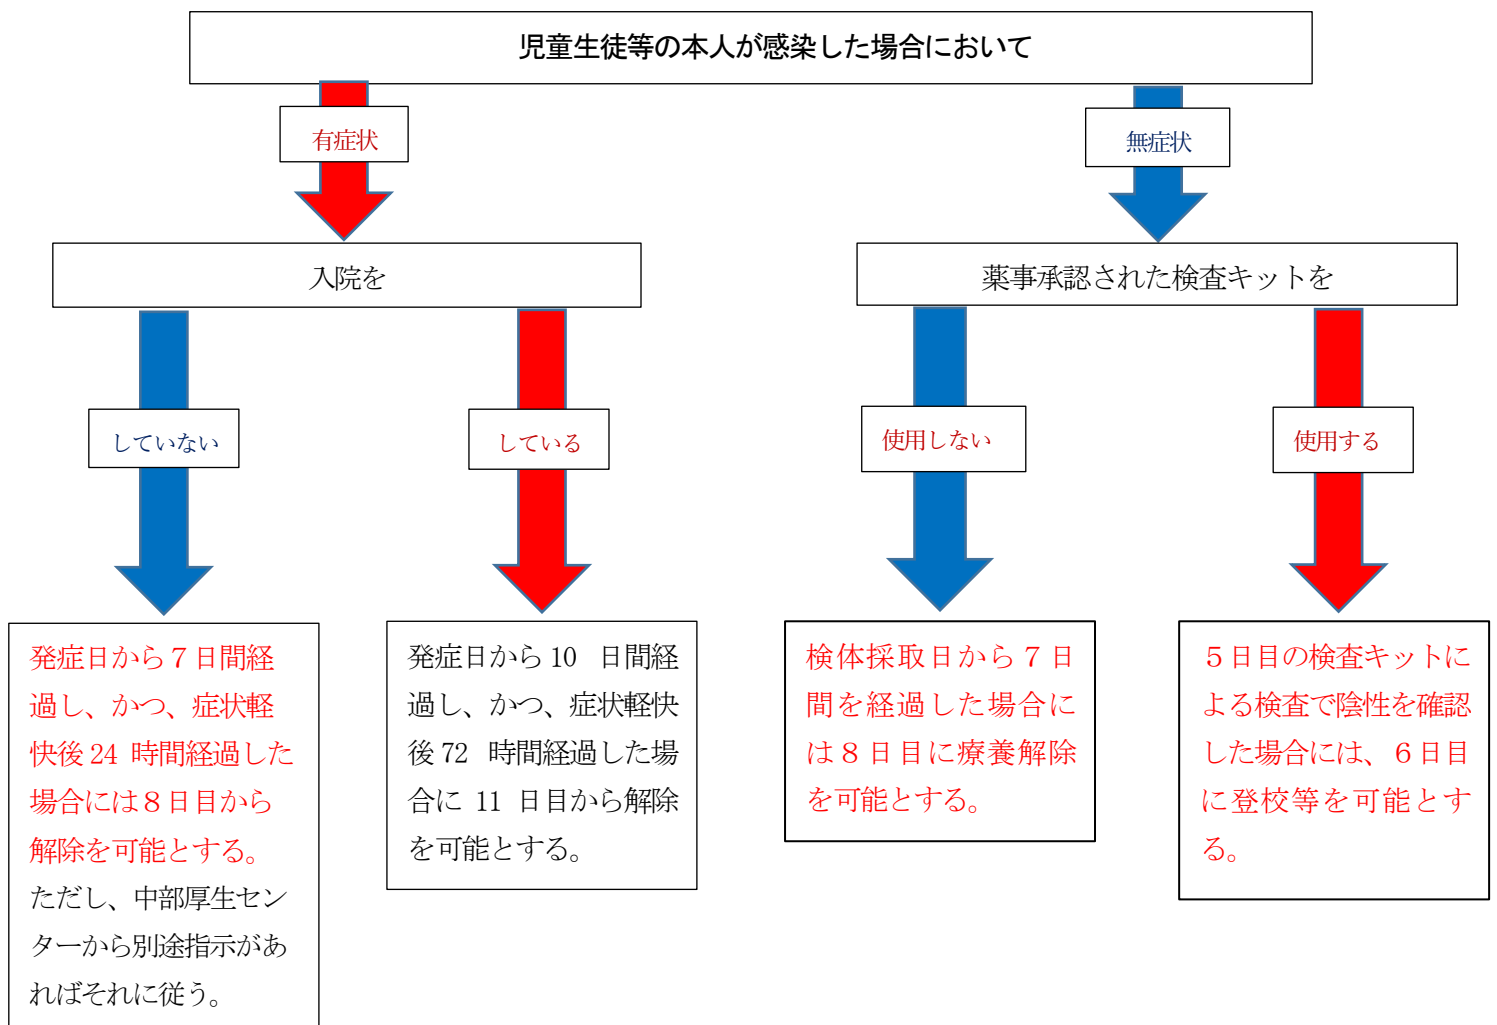 児童生徒等の本人が感染した場合において
有症状
無症状
入院を
薬事承認された検査キットを
していない
している
使用しない
使用する
発症日から７日間経
過し、かつ、症状軽
快後 24 時間経過した
場合には８日目から
解除を可能とする。
ただし、中部厚生セン
ターから別途指示があ
ればそれに従う。
発症日から 10 日間経
過し、かつ、症状軽快
後 72 時間経過した場
合に 11 日目から解除
を可能とする。
検体採取日から７日
間を経過した場合に
は８日目に療養解除
を可能とする。
５日目の検査キットに
よる検査で陰性を確認
した場合には、６日目
に登校等を可能とす
る。